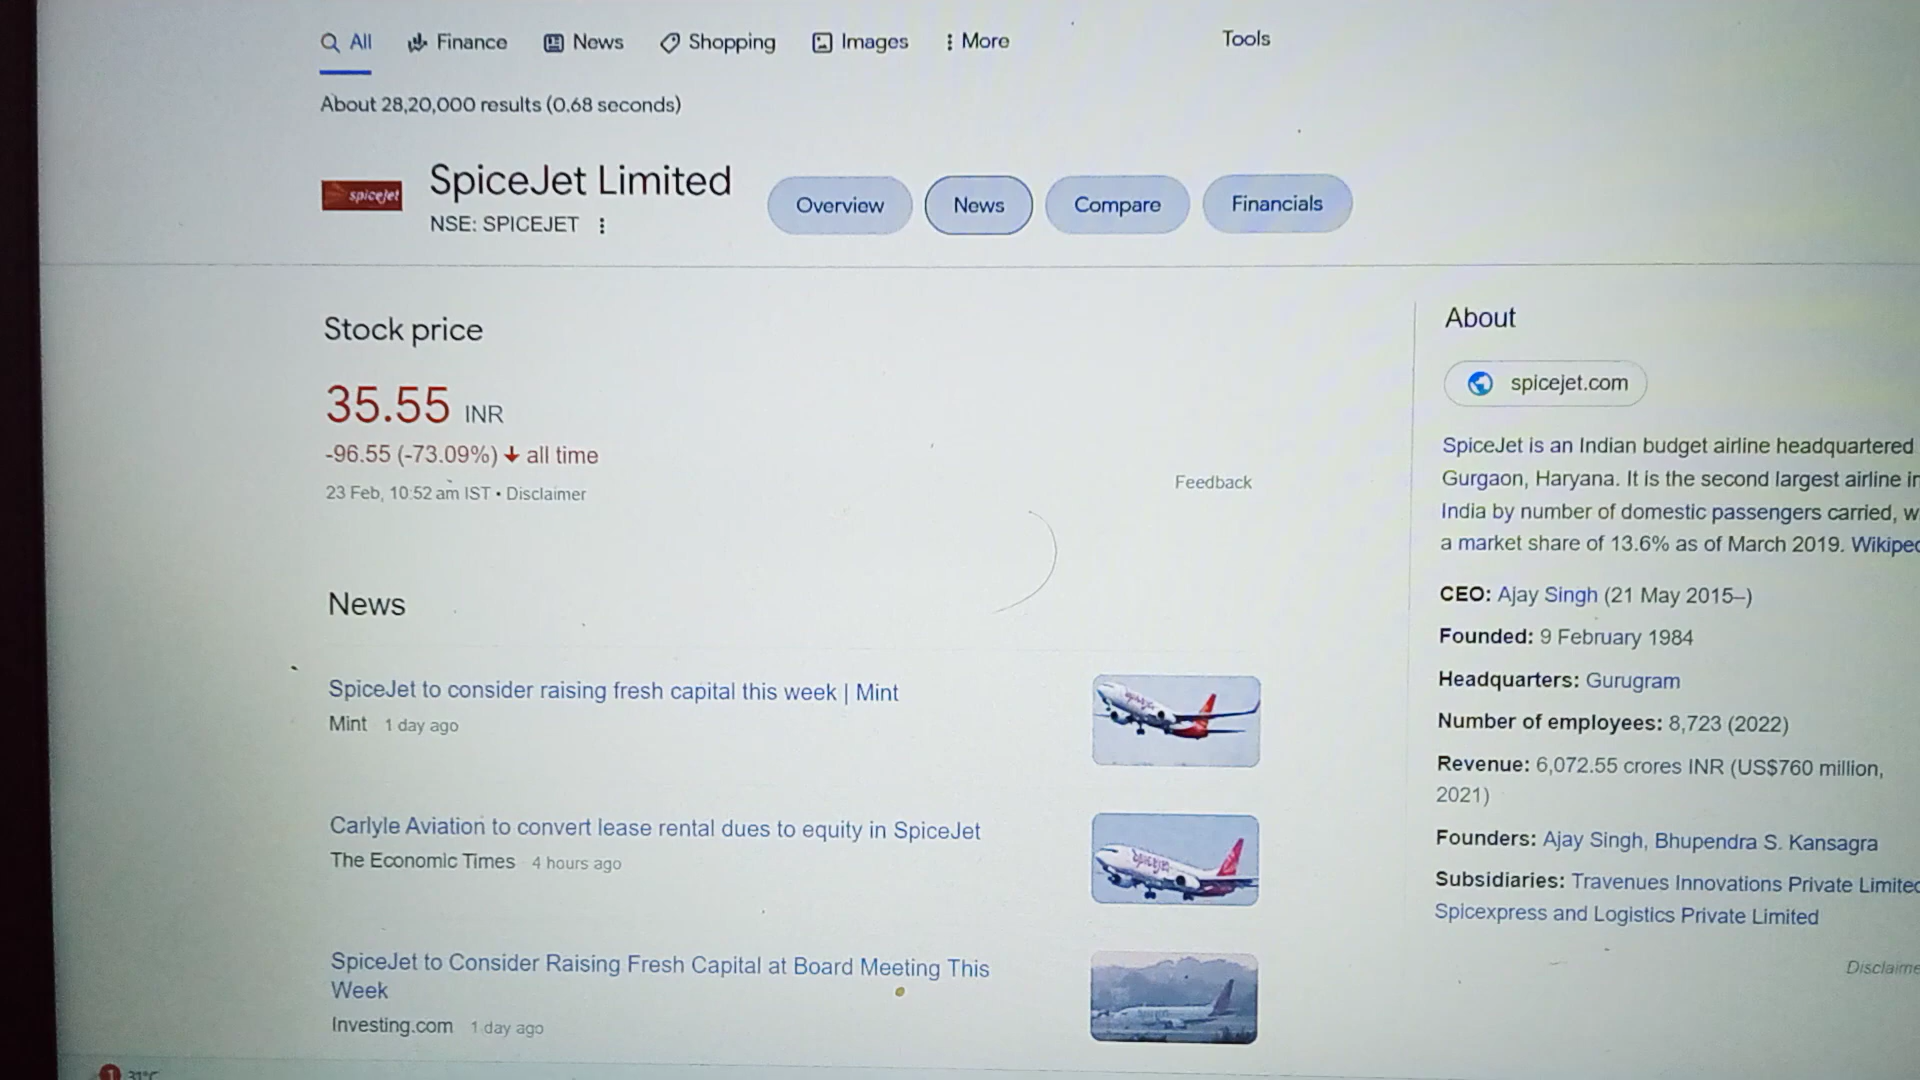 All Finance News Shopping Images More Tools
About 28,20,000 results (0.68 seconds)
spicejet
SpiceJet Limited
NSE: SPICEJET
Overview News Compare Financials
Stock price
35.55 INR
-96.55 (-73.09%) all time
23 Feb, 10:52 am IST • Disclaimer
Feedback
News
SpiceJet to consider raising fresh capital this week | Mint
Mint 1 day ago
Carlyle Aviation to convert lease rental dues to equity in SpiceJet
The Economic Times 4 hours ago
SpiceJet to Consider Raising Fresh Capital at Board Meeting This
Week
Investing.com 1 day ago
About
spicejet.com
SpiceJet is an Indian budget airline headquartered
Gurgaon, Haryana. It is the second largest airline in
India by number of domestic passengers carried, w
a market share of 13.6% as of March 2019. Wikiped
CEO: Ajay Singh (21 May 2015–)
Founded: 9 February 1984
Headquarters: Gurugram
Number of employees: 8,723 (2022)
Revenue: 6,072.55 crores INR (US$760 million,
2021)
Founders: Ajay Singh, Bhupendra S. Kansagra
Subsidiaries: Travenues Innovations Private Limited
Spicexpress and Logistics Private Limited
Disclaime
1 31°C